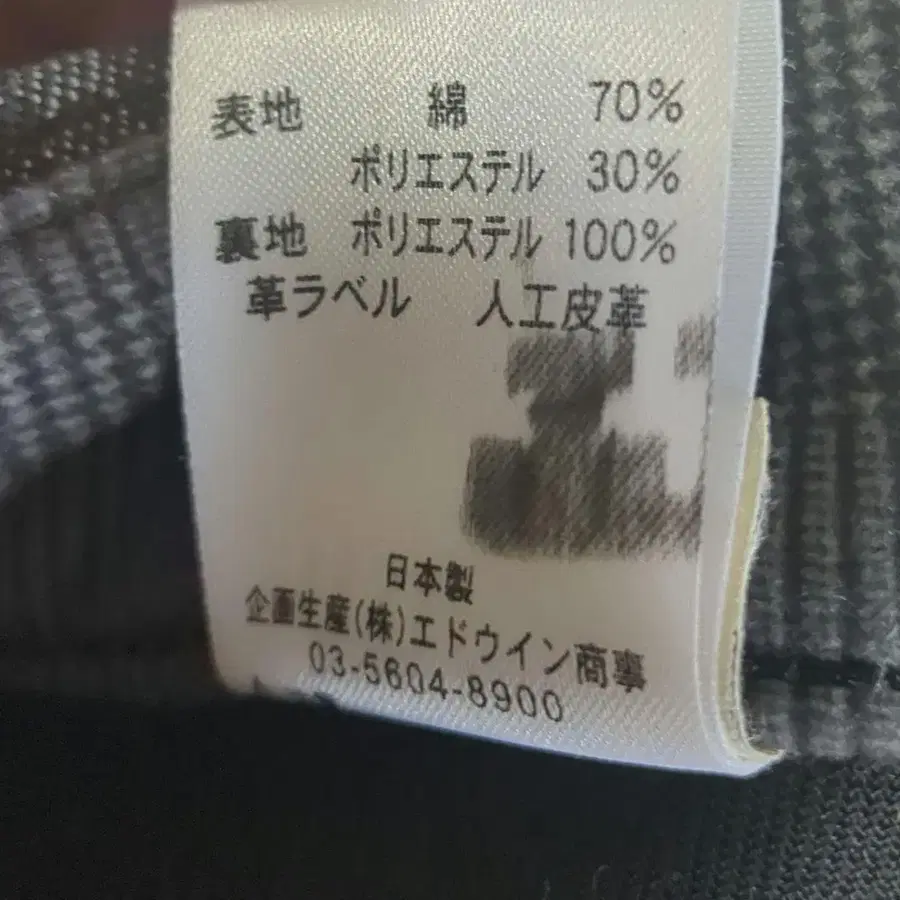 表地 綿 70%
ポリエステル 30%
裏地 ポリエステル 100%
革ラベル 人工皮革
日本製
企画生産(株)エドウイン商事
03-5604-8900